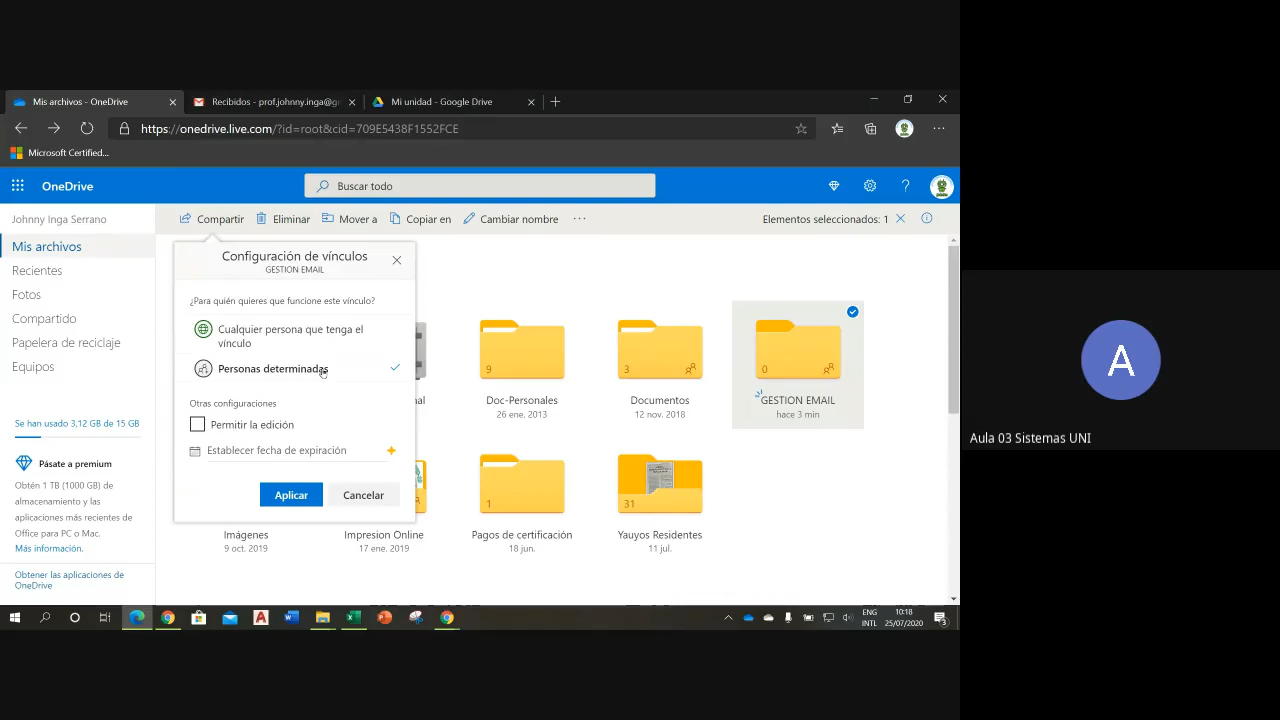 Mis archivos - OneDrive
Recibidos - prof.johnny.inga@g
Mi unidad - Google Drive
https://onedrive.live.com/?id=root&cid=709E5438F1552FCE
Microsoft Certified...
OneDrive
Buscar todo
Johnny Inga Serrano
Compartir
Eliminar
Mover a
Copiar en
Cambiar nombre
Elementos seleccionados: 1
Mis archivos
Recientes
Fotos
Compartido
Papelera de reciclaje
Equipos
Se han usado 3,12 GB de 15 GB
Pásate a premium
Obtén 1 TB (1000 GB) de
almacenamiento y las
aplicaciones más recientes de
Office para PC o Mac.
Más información.
Obtener las aplicaciones de
OneDrive
Configuración de vínculos
GESTION EMAIL
¿Para quién quieres que funcione este vínculo?
Cualquier persona que tenga el
vínculo
Personas determinadas
Otras configuraciones
Permitir la edición
Establecer fecha de expiración
Aplicar
Cancelar
9
Doc-Personales
26 ene. 2013
3
Documentos
12 nov. 2018
0
GESTION EMAIL
hace 3 min
Imágenes
9 oct. 2019
Impresion Online
17 ene. 2019
1
Pagos de certificación
18 jun.
31
Yauyos Residentes
11 jul.
ENG
INTL
10:18
25/07/2020
3
A
Aula 03 Sistemas UNI